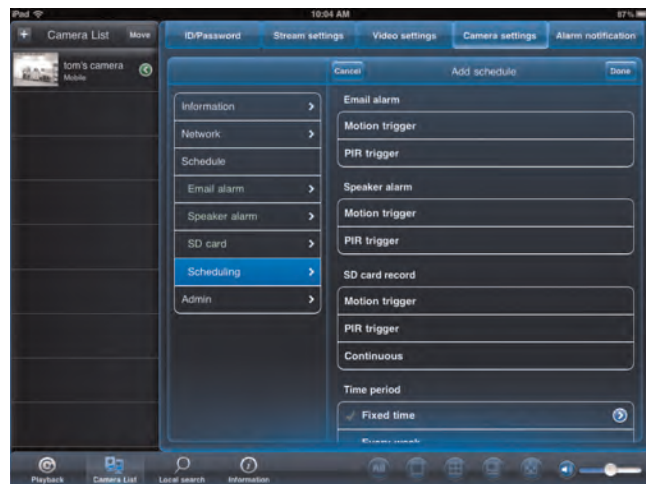 iPad 10:04 AM 87%
+ Camera List Move
ID/Password Stream settings Video settings Camera settings Alarm notification
tom's camera
Mobile
Cancel Add schedule Done
Information
Network
Schedule
Email alarm
Speaker alarm
SD card
Scheduling
Admin
Email alarm
Motion trigger
PIR trigger
Speaker alarm
Motion trigger
PIR trigger
SD card record
Motion trigger
PIR trigger
Continuous
Time period
Fixed time
Every week
Playback Camera List Local search Information
All